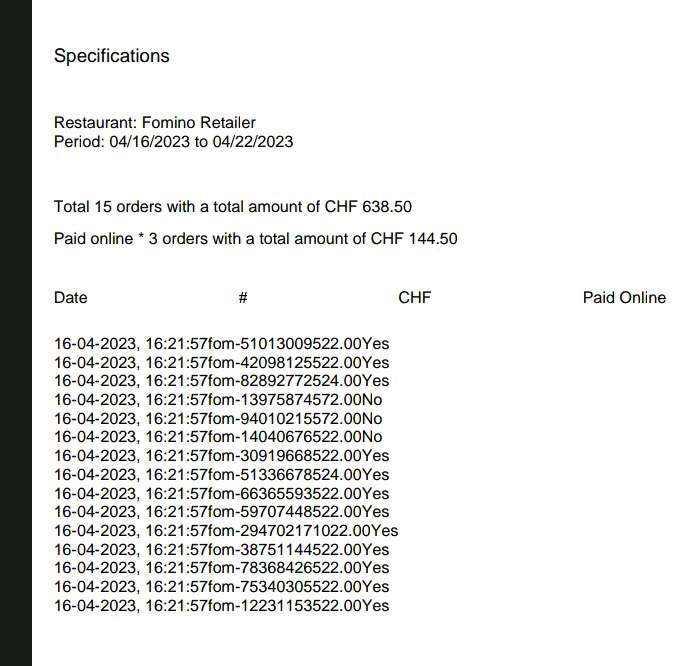 Specifications
Restaurant: Fomino Retailer
Period: 04/16/2023 to 04/22/2023
Total 15 orders with a total amount of CHF 638.50
Paid online * 3 orders with a total amount of CHF 144.50
Date # CHF Paid Online
16-04-2023, 16:21:57fom-51013009522.00Yes
16-04-2023, 16:21:57fom-42098125522.00Yes
16-04-2023, 16:21:57fom-82892772524.00Yes
16-04-2023, 16:21:57fom-13975874572.00No
16-04-2023, 16:21:57fom-94010215572.00No
16-04-2023, 16:21:57fom-14040676522.00No
16-04-2023, 16:21:57fom-30919668522.00Yes
16-04-2023, 16:21:57fom-51336678524.00Yes
16-04-2023, 16:21:57fom-66365593522.00Yes
16-04-2023, 16:21:57fom-59707448522.00Yes
16-04-2023, 16:21:57fom-294702171022.00Yes
16-04-2023, 16:21:57fom-38751144522.00Yes
16-04-2023, 16:21:57fom-78368426522.00Yes
16-04-2023, 16:21:57fom-75340305522.00Yes
16-04-2023, 16:21:57fom-12231153522.00Yes